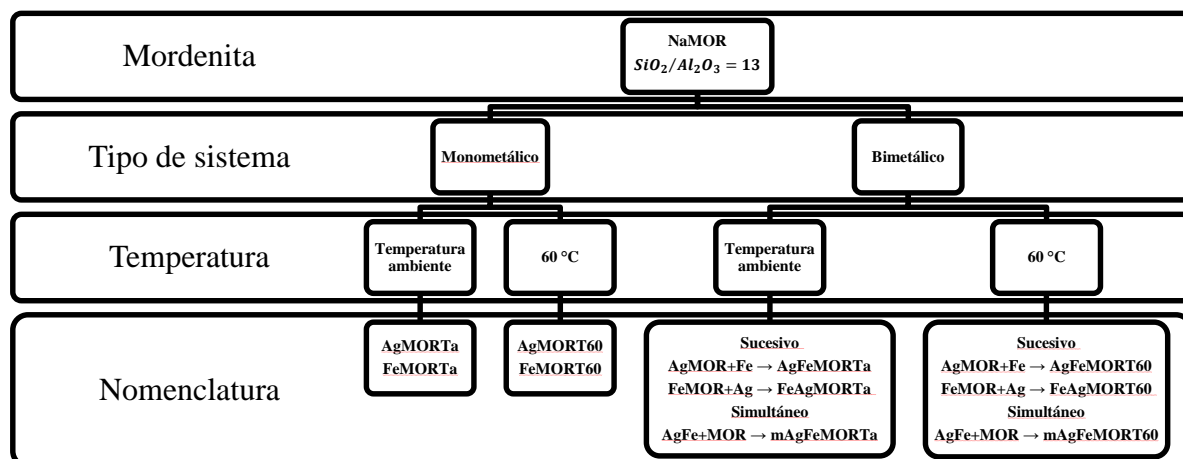 Mordenita
NaMOR
SiO₂/Al₂O₃ = 13
Tipo de sistema
Monometálico
Bimetálico
Temperatura
Temperatura
ambiente
60 °C
Temperatura
ambiente
60 °C
Nomenclatura
AgMORTa
FeMORTa
AgMORT60
FeMORT60
Sucesivo
AgMOR+Fe → AgFeMORTa
FeMOR+Ag → FeAgMORTa
Simultáneo
AgFe+MOR → mAgFeMORTa
Sucesivo
AgMOR+Fe → AgFeMORT60
FeMOR+Ag → FeAgMORT60
Simultáneo
AgFe+MOR → mAgFeMORT60